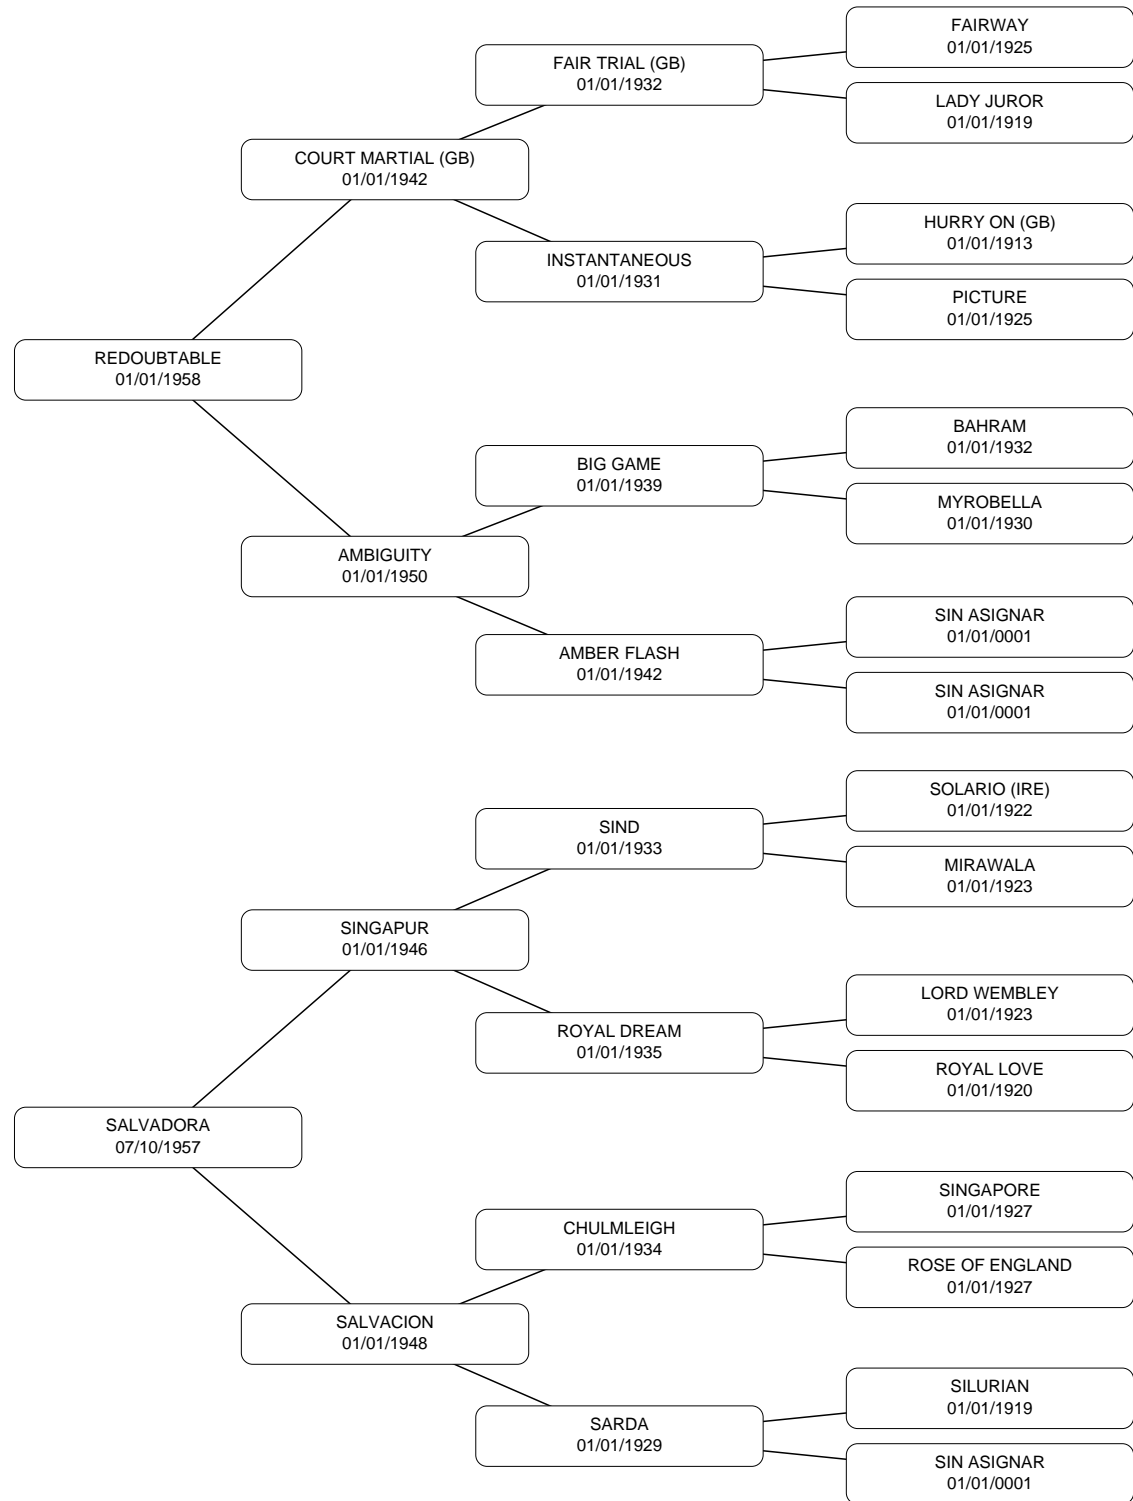 FAIRWAY
01/01/1925
FAIR TRIAL (GB)
01/01/1932
LADY JUROR
01/01/1919
COURT MARTIAL (GB)
01/01/1942
HURRY ON (GB)
01/01/1913
INSTANTANEOUS
01/01/1931
PICTURE
01/01/1925
REDOUBTABLE
01/01/1958
BAHRAM
01/01/1932
BIG GAME
01/01/1939
MYROBELLA
01/01/1930
AMBIGUITY
01/01/1950
SIN ASIGNAR
01/01/0001
AMBER FLASH
01/01/1942
SIN ASIGNAR
01/01/0001
SOLARIO (IRE)
01/01/1922
SIND
01/01/1933
MIRAWALA
01/01/1923
SINGAPUR
01/01/1946
LORD WEMBLEY
01/01/1923
ROYAL DREAM
01/01/1935
ROYAL LOVE
01/01/1920
SALVADORA
07/10/1957
SINGAPORE
01/01/1927
CHULMLEIGH
01/01/1934
ROSE OF ENGLAND
01/01/1927
SALVACION
01/01/1948
SILURIAN
01/01/1919
SARDA
01/01/1929
SIN ASIGNAR
01/01/0001